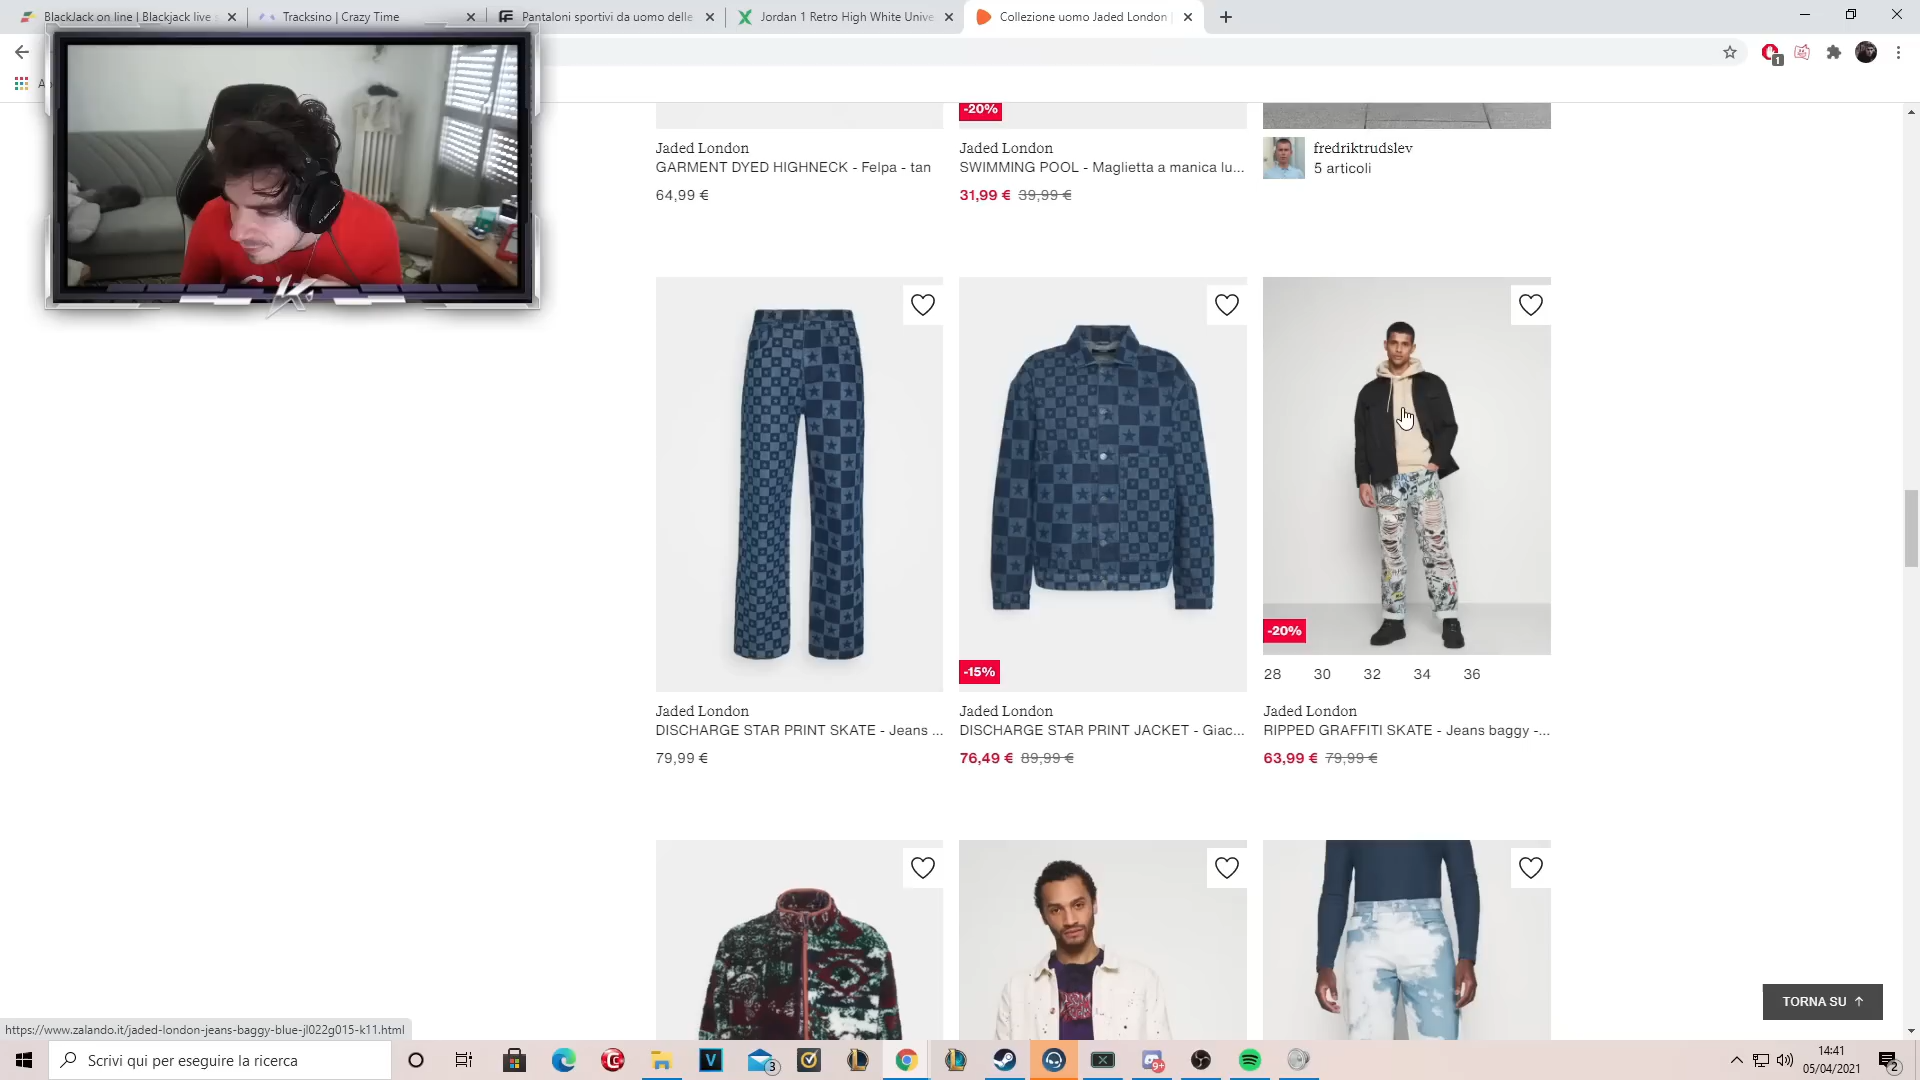 BlackJack on line | Blackjack live s
Tracksino | Crazy Time
Pantaloni sportivi da uomo delle
Jordan 1 Retro High White Unive
Collezione uomo Jaded London |
1
-20%
Jaded London
GARMENT DYED HIGHNECK - Felpa - tan
64,99 €
Jaded London
SWIMMING POOL - Maglietta a manica lu...
31,99 € 39,99 €
fredriktrudslev
5 articoli
-15%
-20%
28 30 32 34 36
Jaded London
DISCHARGE STAR PRINT SKATE - Jeans ...
79,99 €
Jaded London
DISCHARGE STAR PRINT JACKET - Giac...
76,49 € 89,99 €
Jaded London
RIPPED GRAFFITI SKATE - Jeans baggy -...
63,99 € 79,99 €
TORNA SU
https://www.zalando.it/jaded-london-jeans-baggy-blue-jl022g015-k11.html
Scrivi qui per eseguire la ricerca
3
9+
14:41
05/04/2021
2